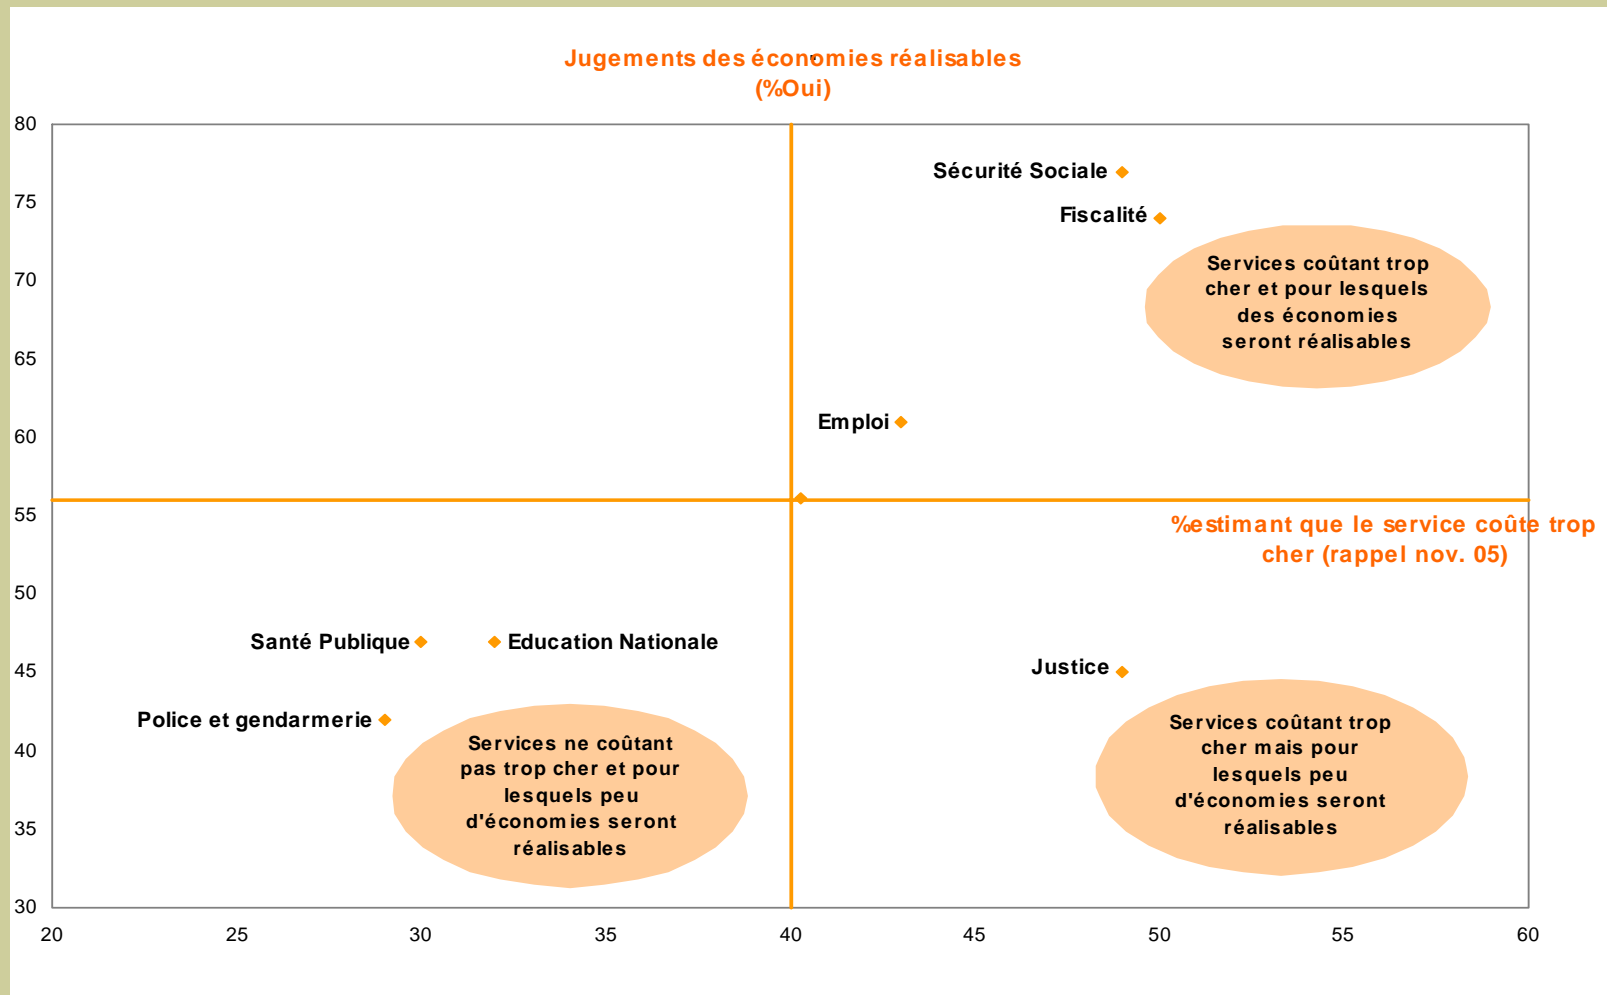 Jugements des économies réalisables
(%Oui)
80
75
70
65
60
55
50
45
40
35
30
Sécurité Sociale
Fiscalité
Services coûtant trop
cher et pour lesquels
des économies
seront réalisables
Emploi
%estimant que le service coûte trop
cher (rappel nov. 05)
Santé Publique
Education Nationale
Police et gendarmerie
Services ne coûtant
pas trop cher et pour
lesquels peu
d'économies seront
réalisables
Justice
Services coûtant trop
cher mais pour
lesquels peu
d'économies seront
réalisables
20
25
30
35
40
45
50
55
60